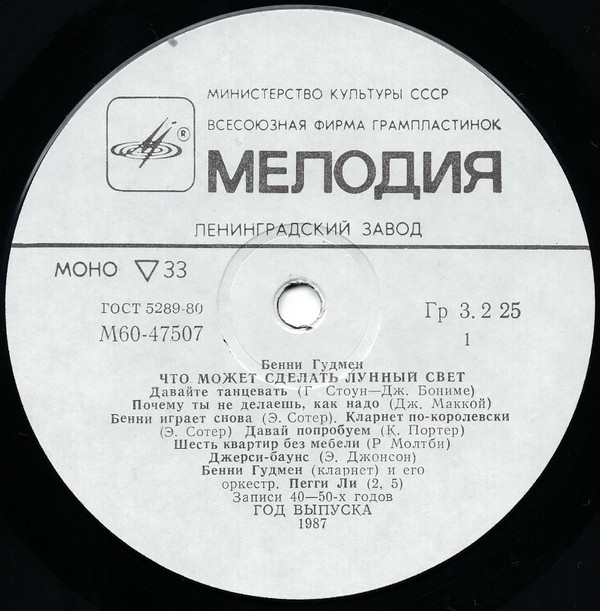 МИНИСТЕРСТВО КУЛЬТУРЫ СССР
ВСЕСОЮЗНАЯ ФИРМА ГРАМПЛАСТИНОК
®
МЕЛОДИЯ
ЛЕНИНГРАДСКИЙ ЗАВОД
МОНО ▽ 33
ГОСТ 5289-80
М60-47507
Гр 3. 2 25
1
Бенни Гудмен
ЧТО МОЖЕТ СДЕЛАТЬ ЛУННЫЙ СВЕТ
Давайте танцевать (Г Стоун—Дж. Бониме)
Почему ты не делаешь, как надо (Дж. Маккой)
Бенни играет снова (Э. Сотер). Кларнет по-королевски
(Э. Сотер) Давай попробуем (К. Портер)
Шесть квартир без мебели (Р Молтби)
Джерси-баунс (Э. Джонсон)
Бенни Гудмен (кларнет) и его
оркестр. Пегги Ли (2, 5)
Записи 40—50-х годов
ГОД ВЫПУСКА
1987